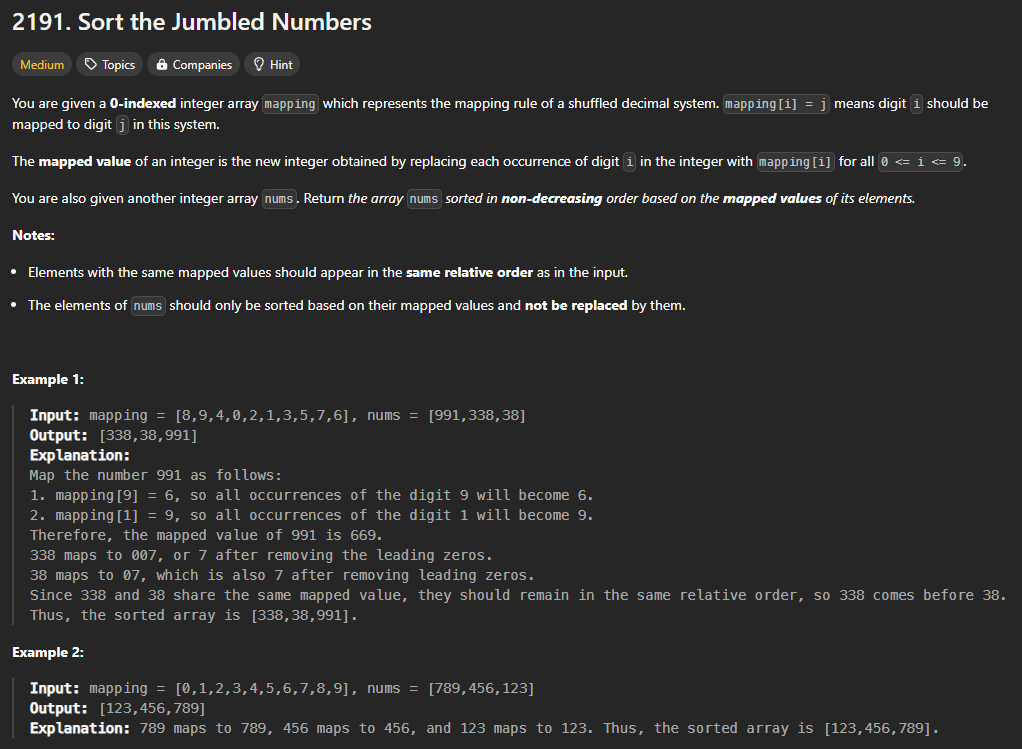 2191. Sort the Jumbled Numbers
Medium Topics Companies Hint
You are given a 0-indexed integer array mapping which represents the mapping rule of a shuffled decimal system. mapping[i] = j means digit i should be
mapped to digit j in this system.
The mapped value of an integer is the new integer obtained by replacing each occurrence of digit i in the integer with mapping[i] for all 0 <= i <= 9.
You are also given another integer array nums. Return the array nums sorted in non-decreasing order based on the mapped values of its elements.
Notes:
• Elements with the same mapped values should appear in the same relative order as in the input.
• The elements of nums should only be sorted based on their mapped values and not be replaced by them.
Example 1:
Input: mapping = [8,9,4,0,2,1,3,5,7,6], nums = [991,338,38]
Output: [338,38,991]
Explanation:
Map the number 991 as follows:
1. mapping[9] = 6, so all occurrences of the digit 9 will become 6.
2. mapping[1] = 9, so all occurrences of the digit 1 will become 9.
Therefore, the mapped value of 991 is 669.
338 maps to 007, or 7 after removing the leading zeros.
38 maps to 07, which is also 7 after removing leading zeros.
Since 338 and 38 share the same mapped value, they should remain in the same relative order, so 338 comes before 38.
Thus, the sorted array is [338,38,991].
Example 2:
Input: mapping = [0,1,2,3,4,5,6,7,8,9], nums = [789,456,123]
Output: [123,456,789]
Explanation: 789 maps to 789, 456 maps to 456, and 123 maps to 123. Thus, the sorted array is [123,456,789].